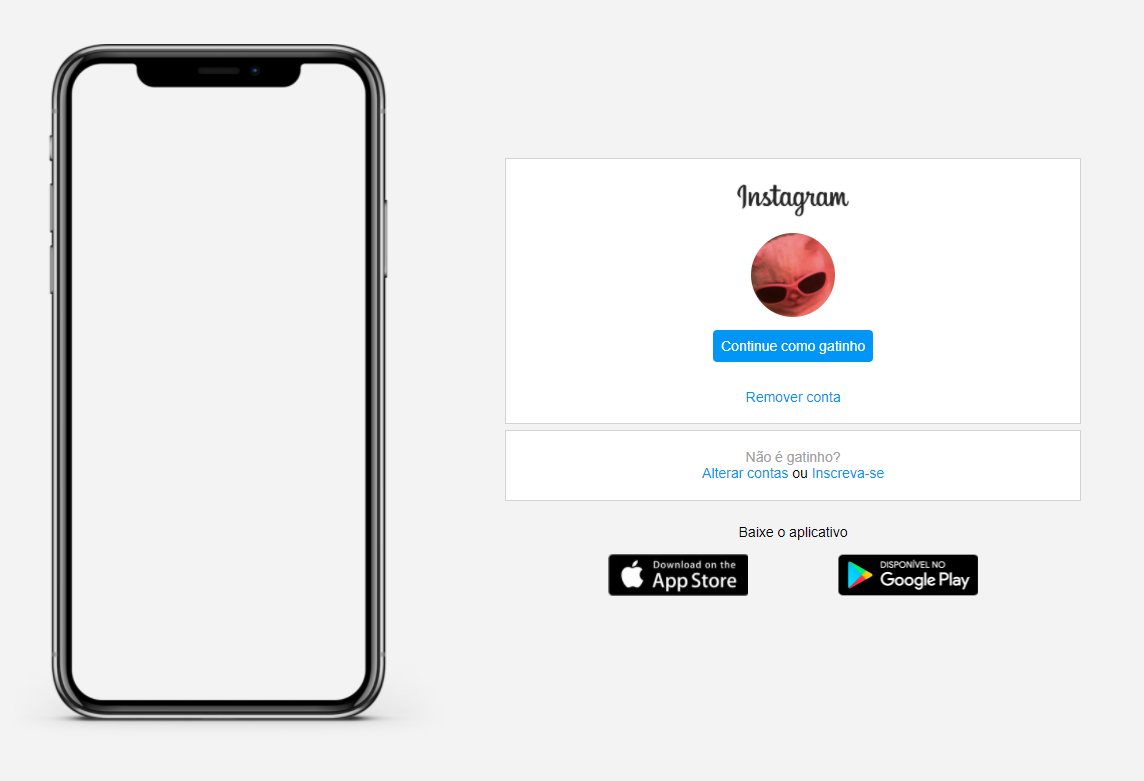 Instagram
Continue como gatinho
Remover conta
Não é gatinho?
Alterar contas ou Inscreva-se
Baixe o aplicativo
Download on the
App Store
DISPONÍVEL NO
Google Play